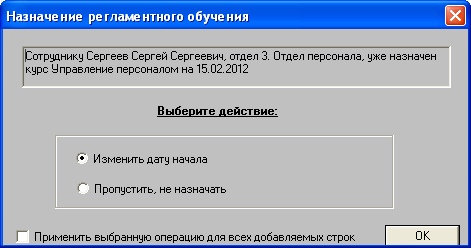 Назначение регламентного обучения
Сотруднику Сергеев Сергей Сергеевич, отдел 3. Отдел персонала, уже назначен
курс Управление персоналом на 15.02.2012
Выберите действие:
Изменить дату начала
Пропустить, не назначать
Применить выбранную операцию для всех добавляемых строк
OK